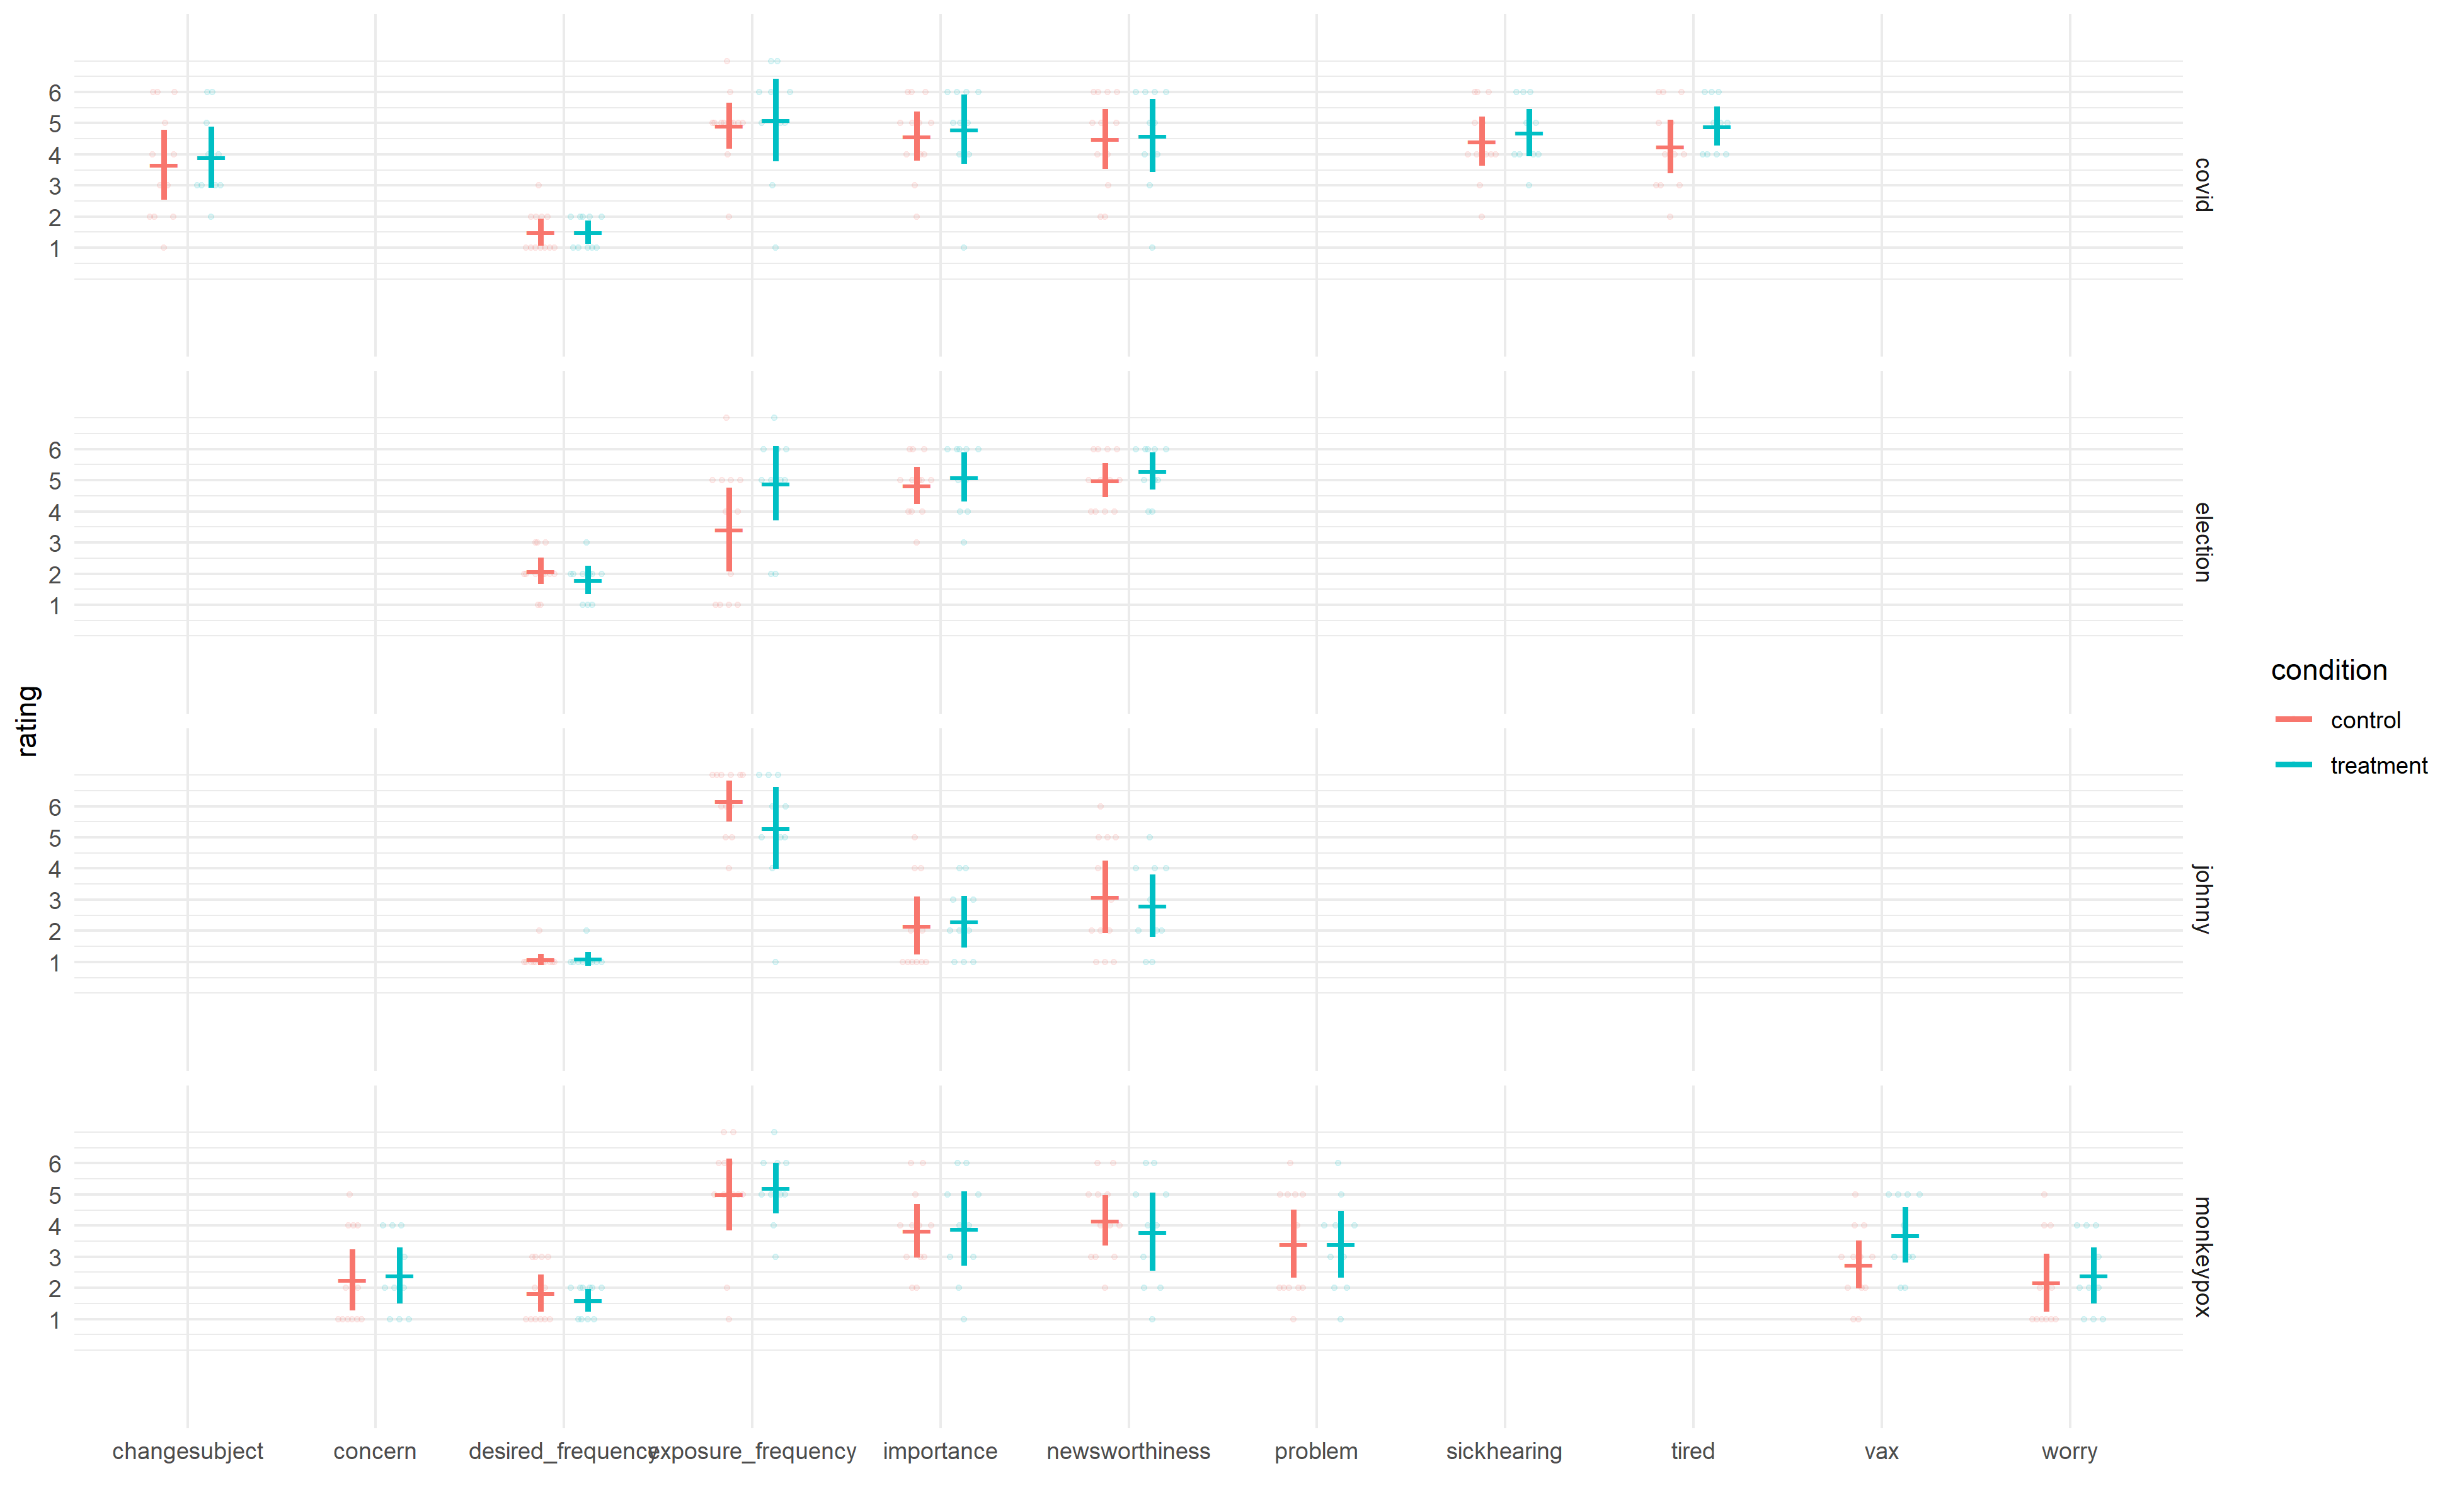 6
5
4
3
2
1
covid
6
5
4
3
2
1
election
rating
6
5
4
3
2
1
johnny
6
5
4
3
2
1
monkeypox
changesubject concern desired_frequency exposure_frequency importance newsworthiness problem sickhearing tired vax worry
condition
control
treatment